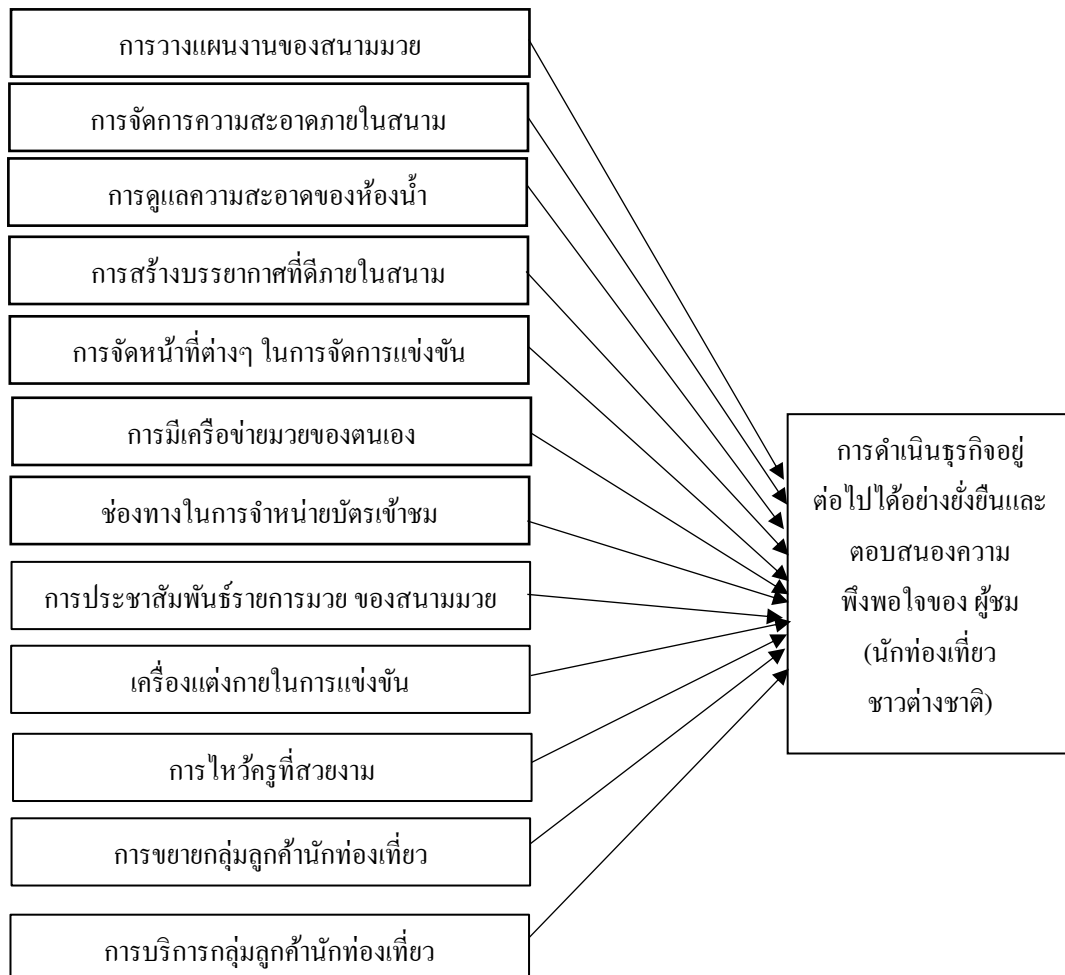 การวางแผนงานของสนามมวย
การจัดการความสะอาดภายในสนาม
การดูแลความสะอาดของห้องน้ำ
การสร้างบรรยากาศที่ดีภายในสนาม
การจัดหน้าที่ต่างๆ ในการจัดการแข่งขัน
การมีเครือข่ายมวยของตนเอง
ช่องทางในการจำหน่ายบัตรเข้าชม
การประชาสัมพันธ์รายการมวย ของสนามมวย
เครื่องแต่งกายในการแข่งขัน
การไหว้ครูที่สวยงาม
การขยายกลุ่มลูกค้านักท่องเที่ยว
การบริการกลุ่มลูกค้านักท่องเที่ยว
การดำเนินธุรกิจอยู่
ต่อไปได้อย่างยั่งยืนและ
ตอบสนองความ
พึงพอใจของ ผู้ชม
(นักท่องเที่ยว
ชาวต่างชาติ)